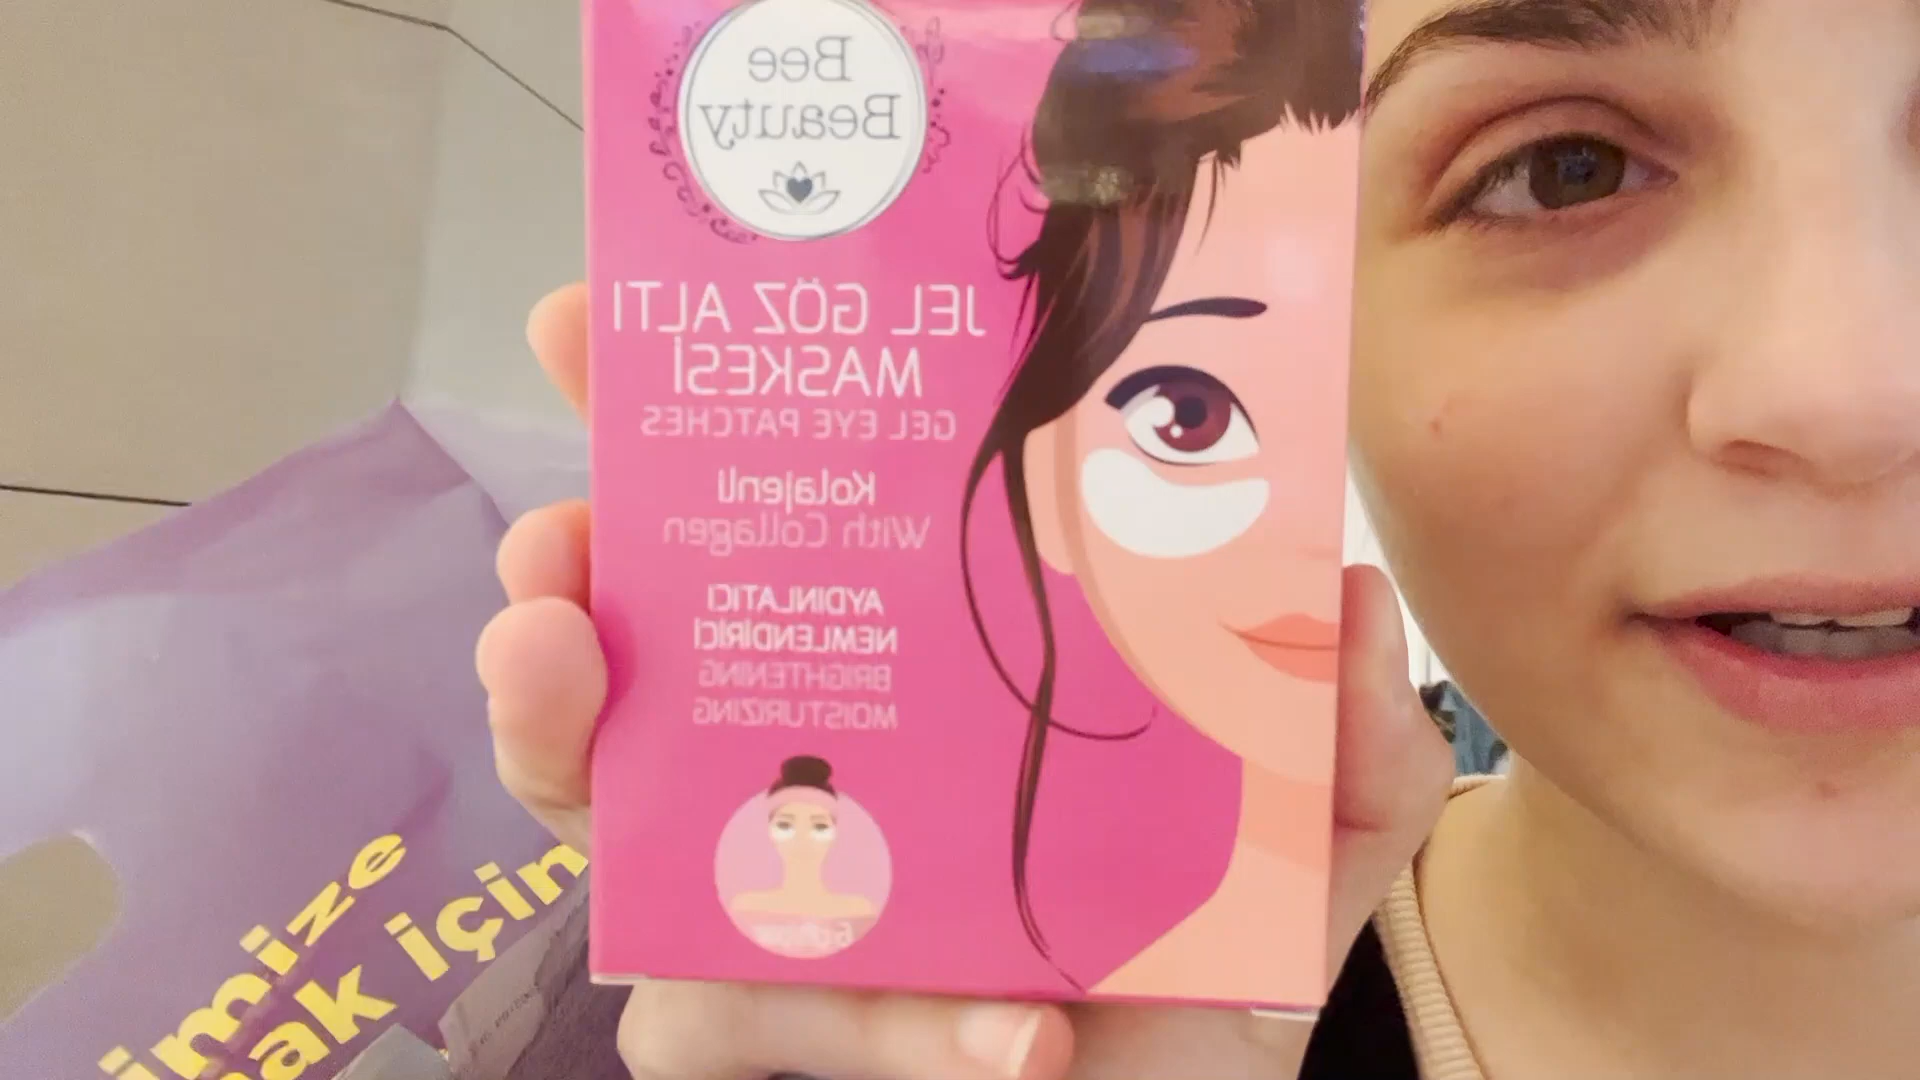 Bee
Beauty
JEL GÖZ ALTI
MASKESİ
GEL EYE PATCHES
Kolajenli
With Collagen
AYDINLATICI
NEMLENDİRİCİ
BRIGHTENING
MOISTURIZING
imize
ak için